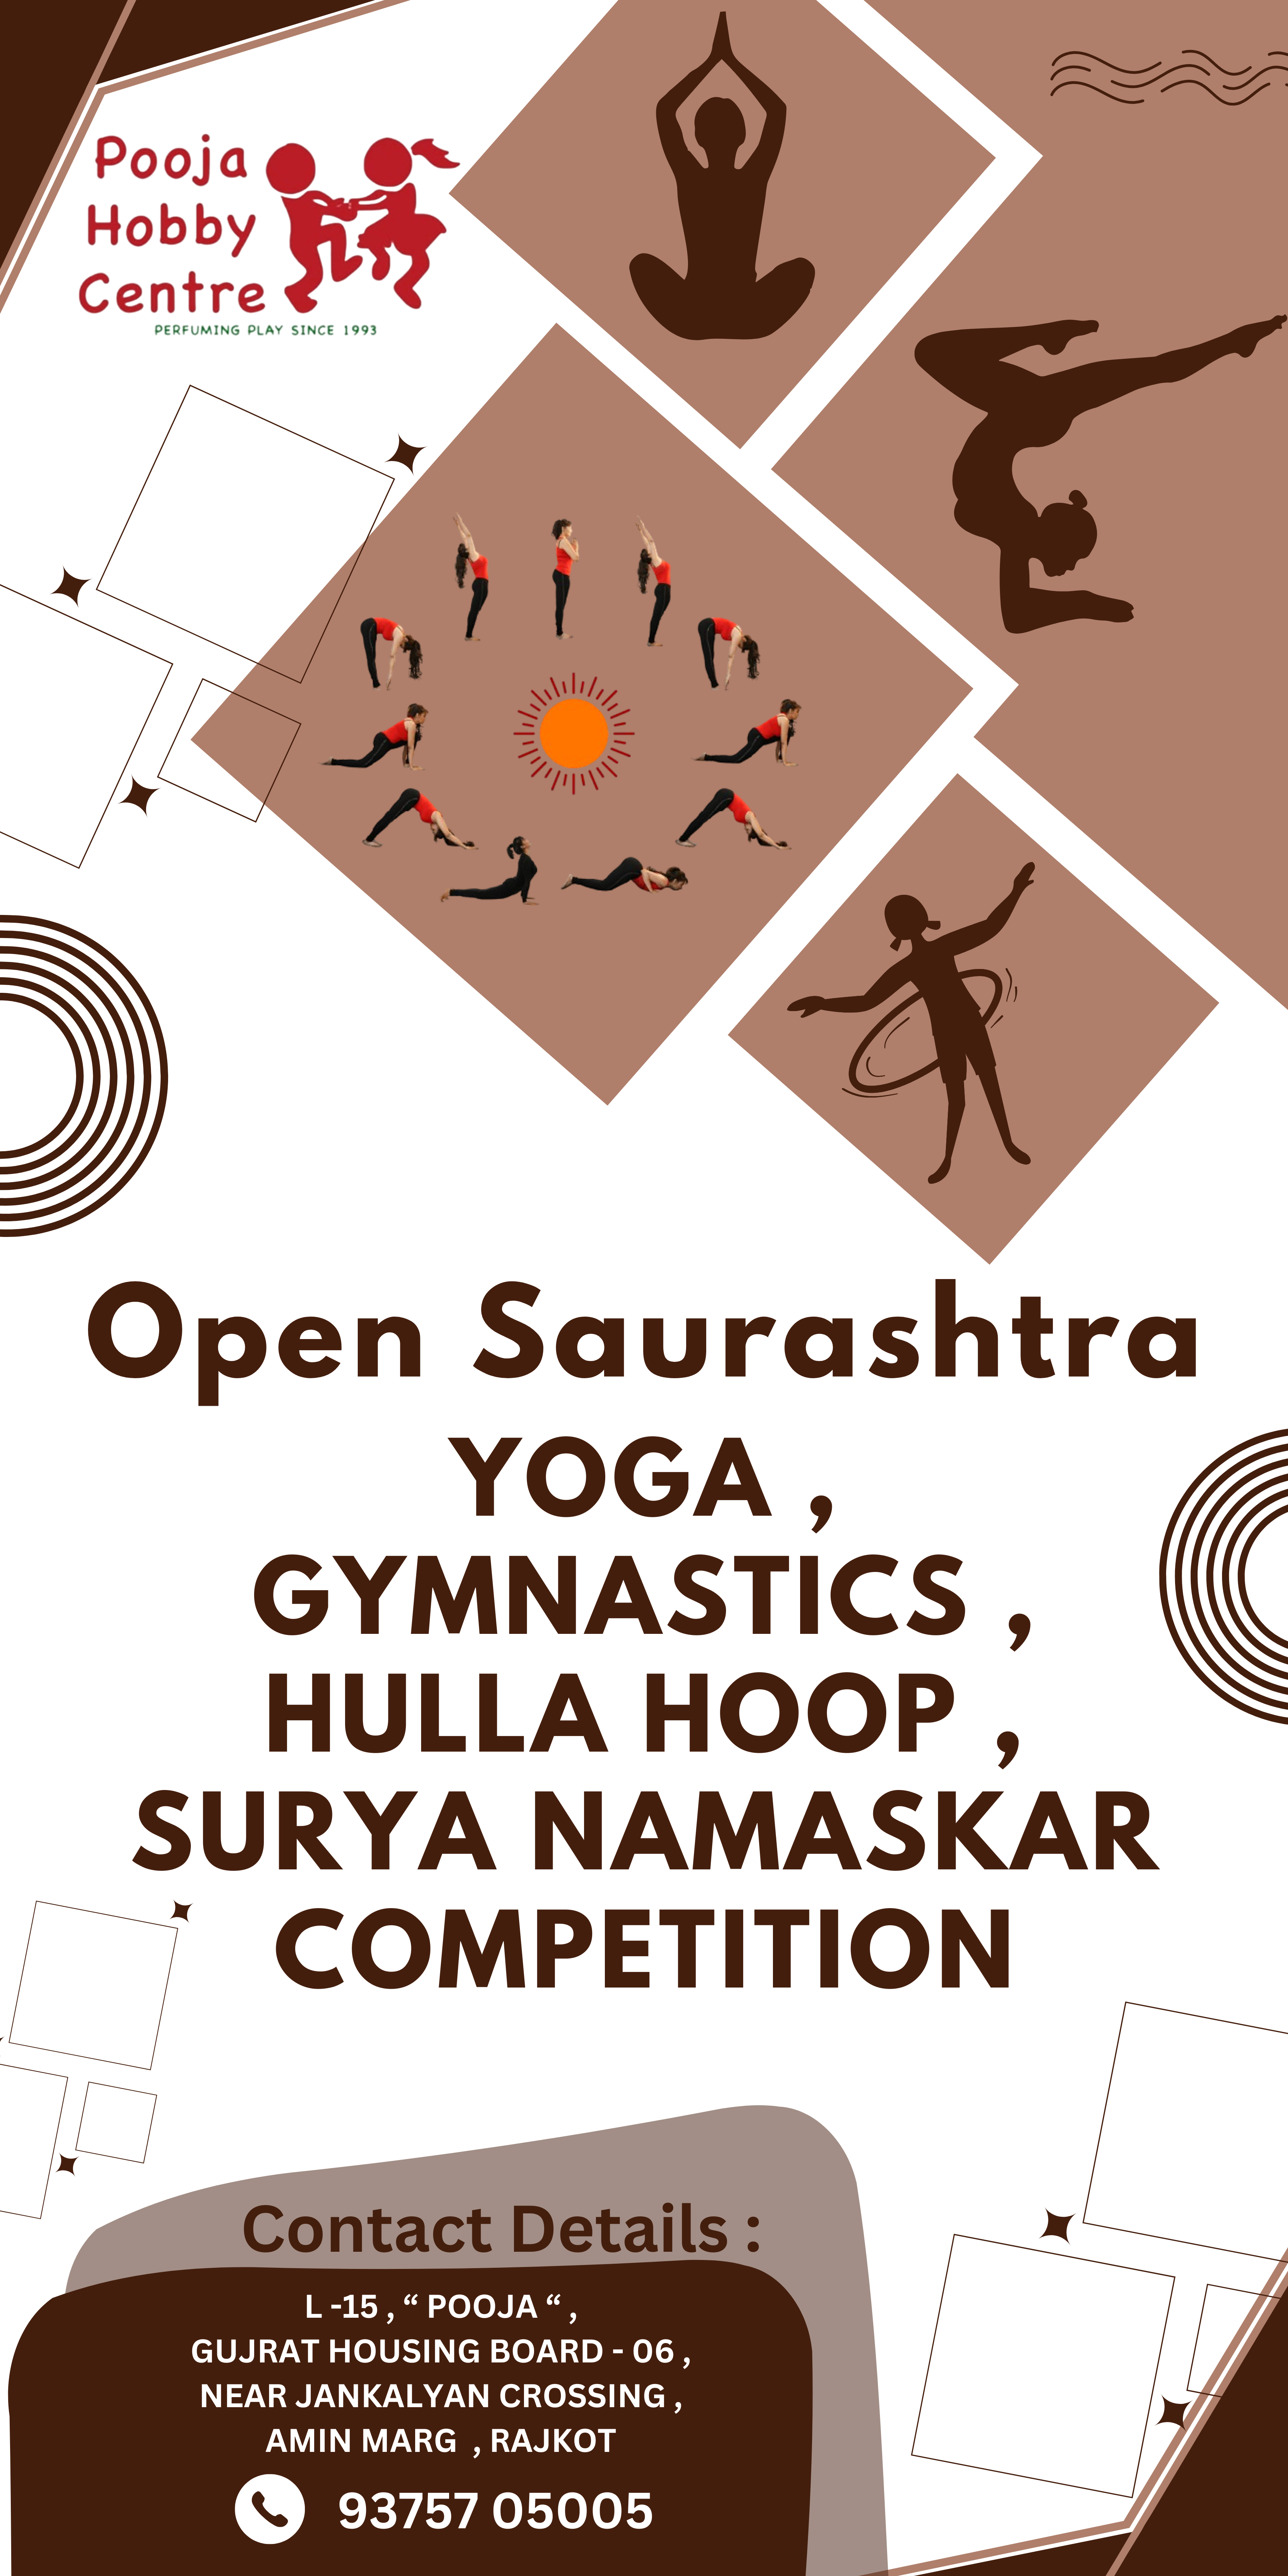 Pooja
Hobby
Centre
PERFUMING PLAY SINCE 1993
Open Saurashtra
YOGA ,
GYMNASTICS ,
HULLA HOOP ,
SURYA NAMASKAR
COMPETITION
Contact Details :
L -15 , “ POOJA “ ,
GUJRAT HOUSING BOARD - 06 ,
NEAR JANKALYAN CROSSING ,
AMIN MARG  , RAJKOT
93757 05005